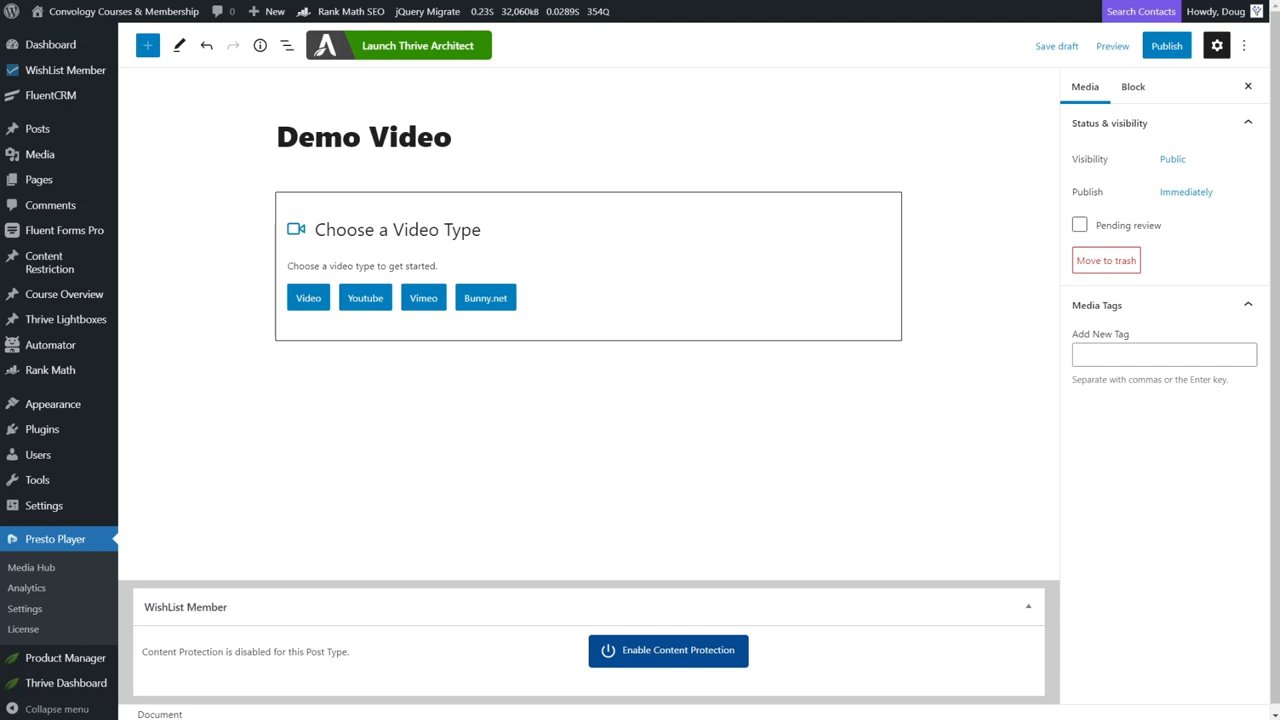 Convology Courses & Membership 0 New Rank Math SEO jQuery Migrate 0.23S 32,060kB 0.0289S 354Q Search Contacts Howdy, Doug
Dashboard
WishList Member
FluentCRM
Posts
Media
Pages
Comments
Fluent Forms Pro
Content
Restriction
Course Overview
Thrive Lightboxes
Automator
Rank Math
Appearance
Plugins
Users
Tools
Settings
Presto Player
Media Hub
Analytics
Settings
License
Product Manager
Thrive Dashboard
Collapse menu
Launch Thrive Architect
Save draft Preview Publish
Demo Video
Choose a Video Type
Choose a video type to get started.
Video Youtube Vimeo Bunny.net
Media Block
Status & visibility
Visibility Public
Publish Immediately
Pending review
Move to trash
Media Tags
Add New Tag
Separate with commas or the Enter key.
WishList Member
Content Protection is disabled for this Post Type. Enable Content Protection
Document